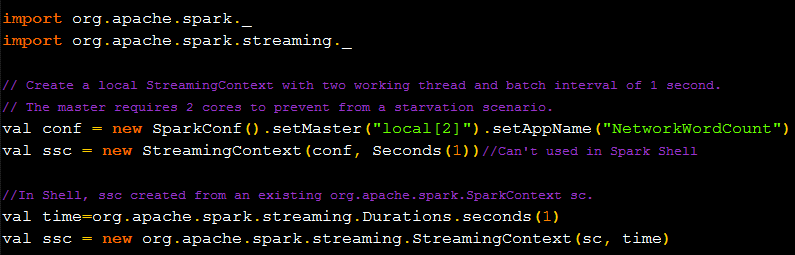 import org.apache.spark._
import org.apache.spark.streaming._
// Create a local StreamingContext with two working thread and batch interval of 1 second.
// The master requires 2 cores to prevent from a starvation scenario.
val conf = new SparkConf().setMaster("local[2]").setAppName("NetworkWordCount")
val ssc = new StreamingContext(conf, Seconds(1))//Can't used in Spark Shell
//In Shell, ssc created from an existing org.apache.spark.SparkContext sc.
val time=org.apache.spark.streaming.Durations.seconds(1)
val ssc = new org.apache.spark.streaming.StreamingContext(sc, time)